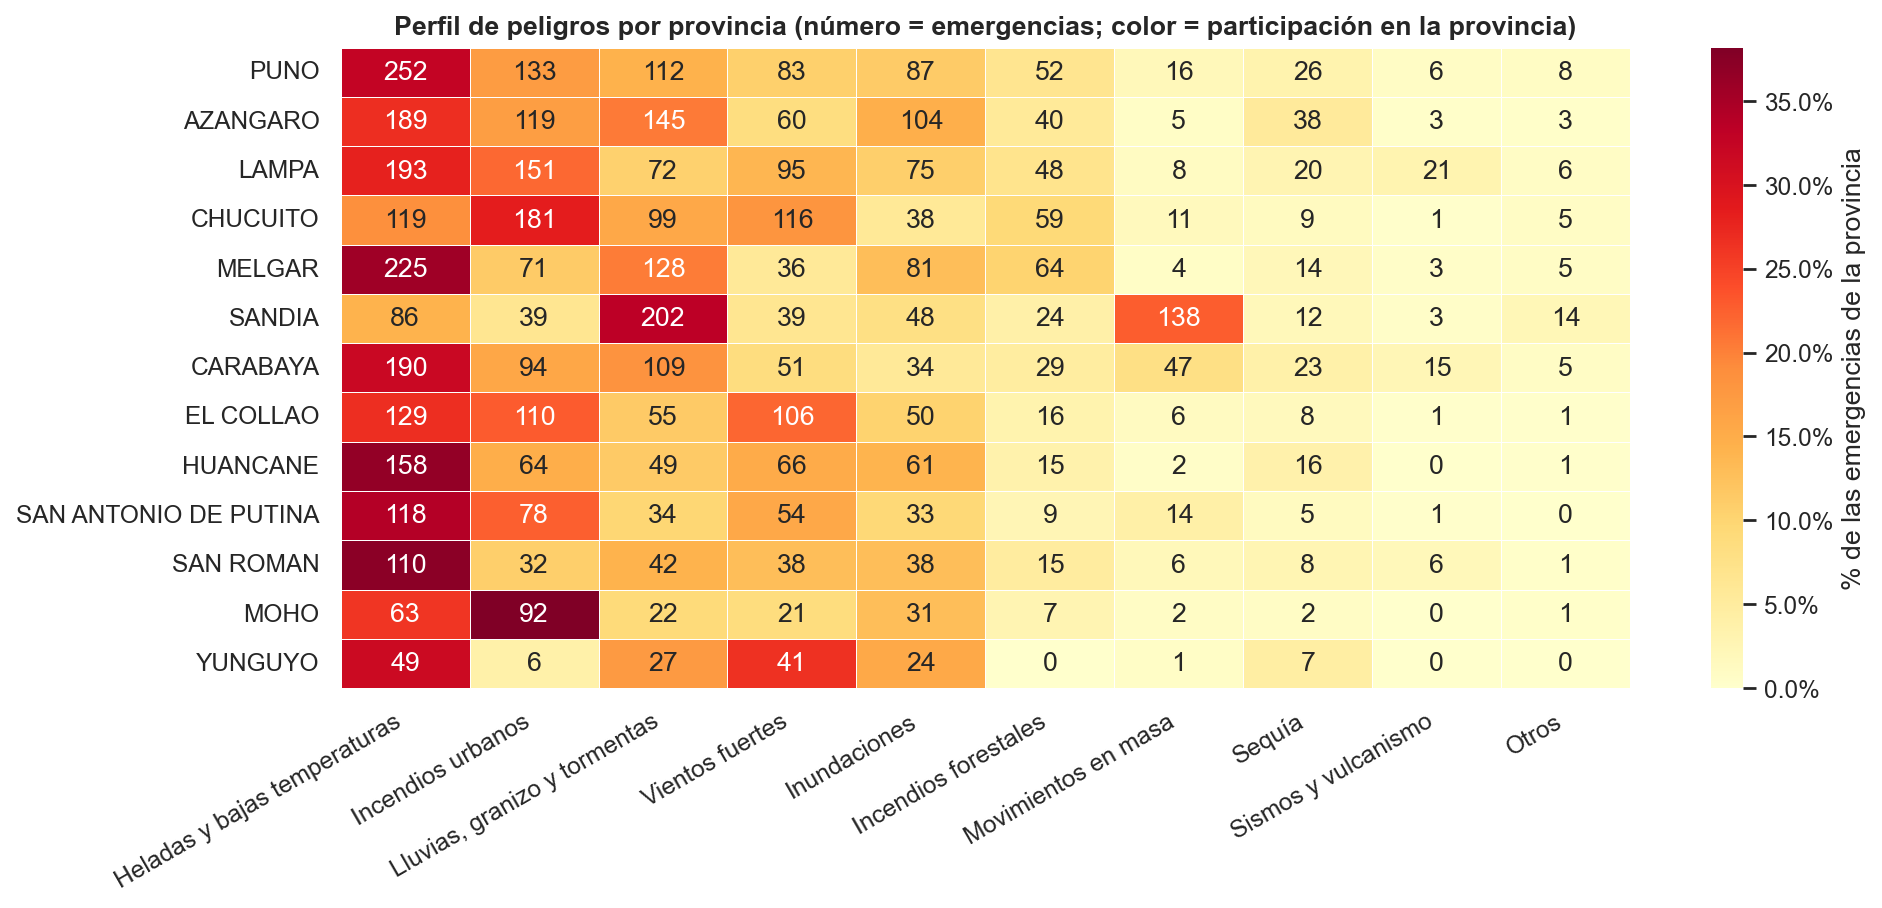 Perfil de peligros por provincia (número = emergencias; color = participación en la provincia)
PUNO 252 133 112 83 87 52 16 26 6 8
AZANGARO 189 119 145 60 104 40 5 38 3 3
LAMPA 193 151 72 95 75 48 8 20 21 6
CHUCUITO 119 181 99 116 38 59 11 9 1 5
MELGAR 225 71 128 36 81 64 4 14 3 5
SANDIA 86 39 202 39 48 24 138 12 3 14
CARABAYA 190 94 109 51 34 29 47 23 15 5
EL COLLAO 129 110 55 106 50 16 6 8 1 1
HUANCANE 158 64 49 66 61 15 2 16 0 1
SAN ANTONIO DE PUTINA 118 78 34 54 33 9 14 5 1 0
SAN ROMAN 110 32 42 38 38 15 6 8 6 1
MOHO 63 92 22 21 31 7 2 2 0 1
YUNGUYO 49 6 27 41 24 0 1 7 0 0
Heladas y bajas temperaturas
Incendios urbanos
Lluvias, granizo y tormentas
Vientos fuertes
Inundaciones
Incendios forestales
Movimientos en masa
Sequía
Sismos y vulcanismo
Otros
35.0%
30.0%
25.0%
20.0%
15.0%
10.0%
5.0%
0.0%
% de las emergencias de la provincia